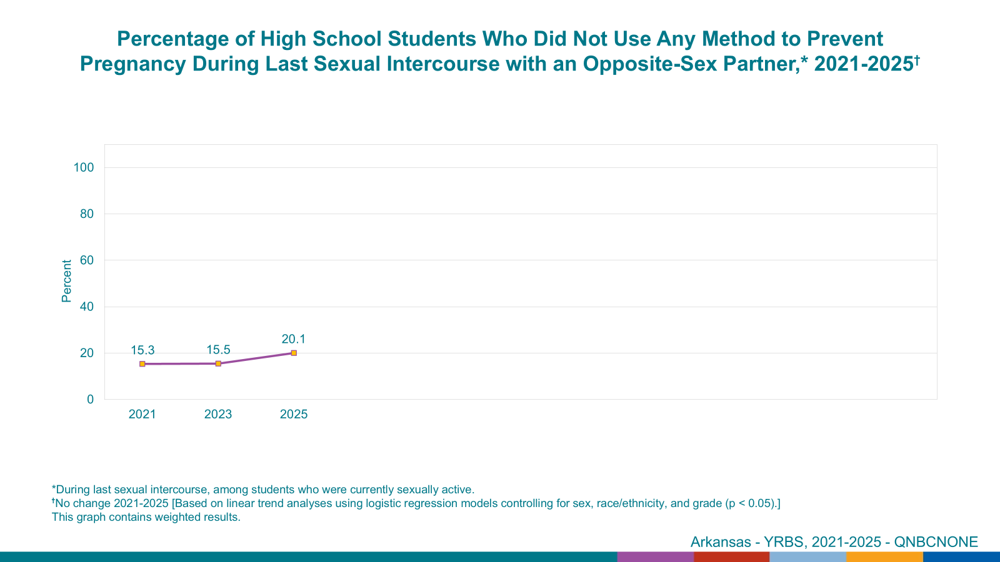 Percentage of High School Students Who Did Not Use Any Method to Prevent
Pregnancy During Last Sexual Intercourse with an Opposite-Sex Partner,* 2021-2025†
Percent
100
80
60
40
20
0
15.3
15.5
20.1
2021
2023
2025
*During last sexual intercourse, among students who were currently sexually active.
†No change 2021-2025 [Based on linear trend analyses using logistic regression models controlling for sex, race/ethnicity, and grade (p < 0.05).]
This graph contains weighted results.
Arkansas - YRBS, 2021-2025 - QNBCNONE